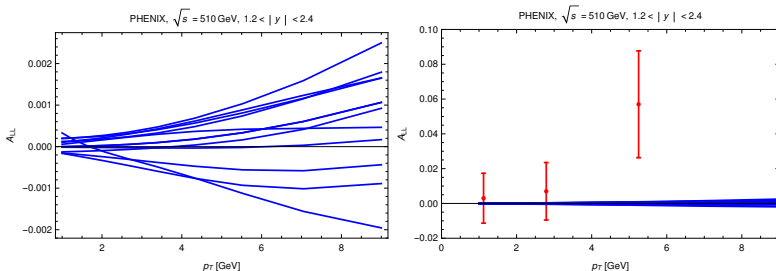 PHENIX, √s = 510 GeV, 1.2 < | y | < 2.4
A_LL
0.002
0.001
0.000
-0.001
-0.002
2 4 6 8
p_T [GeV]
PHENIX, √s = 510 GeV, 1.2 < | y | < 2.4
A_LL
0.10
0.08
0.06
0.04
0.02
0.00
-0.02
0 2 4 6 8
p_T [GeV]